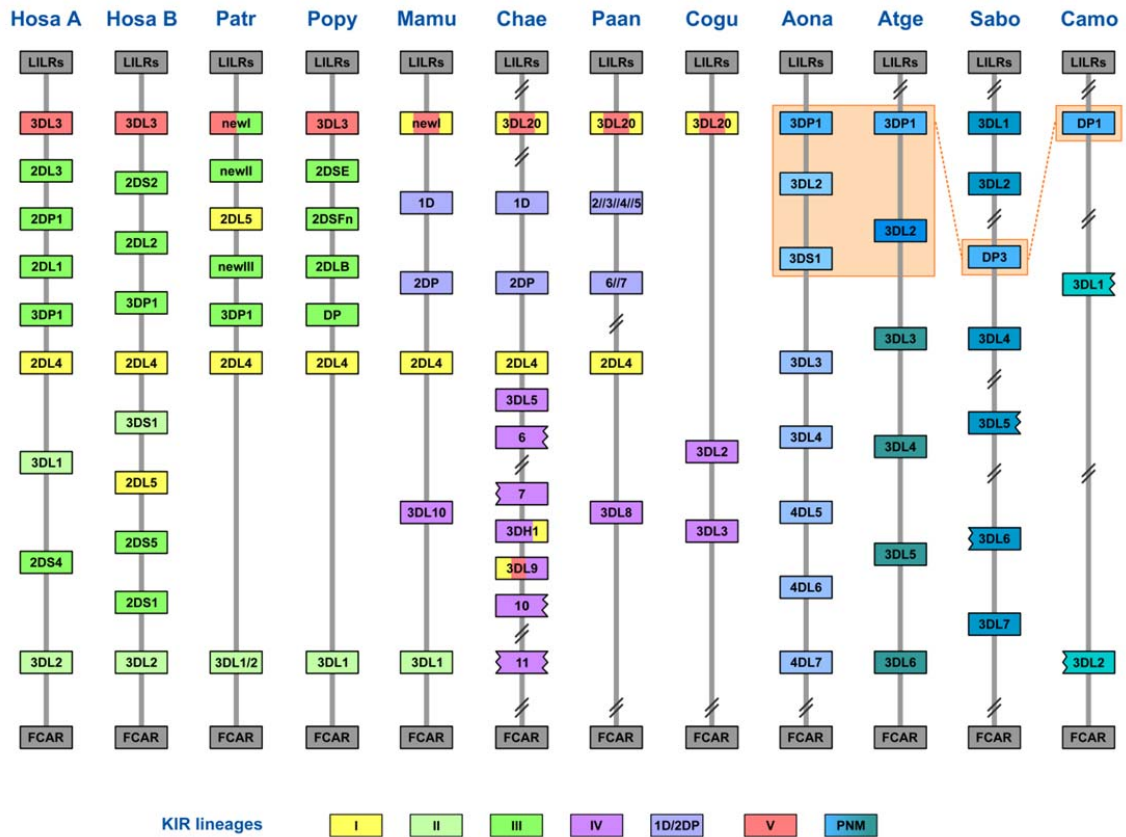 Hosa A Hosa B Patr Popy Mamu Chae Paan Cogu Aona Atge Sabo Camo
LILRs LILRs LILRs LILRs LILRs LILRs LILRs LILRs LILRs LILRs LILRs LILRs
3DL3 3DL3 newI 3DL3 newI 3DL20 3DL20 3DL20 3DP1 3DP1 3DL1 DP1
2DL3 newII 2DSE
2DS2 3DL2 3DL2
1D 1D 2//3//4//5
2DP1 2DL5 2DSFn
3DL2
2DL2
DP3
2DL1 newIII 2DLB 3DS1
2DP 2DP 6//7 3DL1
3DP1
3DP1 3DP1 DP
3DL3 3DL4
2DL4 2DL4 2DL4 2DL4 2DL4 2DL4 2DL4 3DL3
3DL5
3DS1 3DL5
6 3DL4
3DL4
3DL2
3DL1
2DL5
7
3DL10 3DL8 4DL5
3DH1 3DL3
2DS5 3DL6
3DL5
2DS4 3DL9
4DL6
2DS1 10
3DL7
3DL2 3DL2 3DL1/2 3DL1 3DL1 11 4DL7 3DL6 3DL2
FCAR FCAR FCAR FCAR FCAR FCAR FCAR FCAR FCAR FCAR FCAR FCAR
KIR lineages I II III IV 1D/2DP V PNM